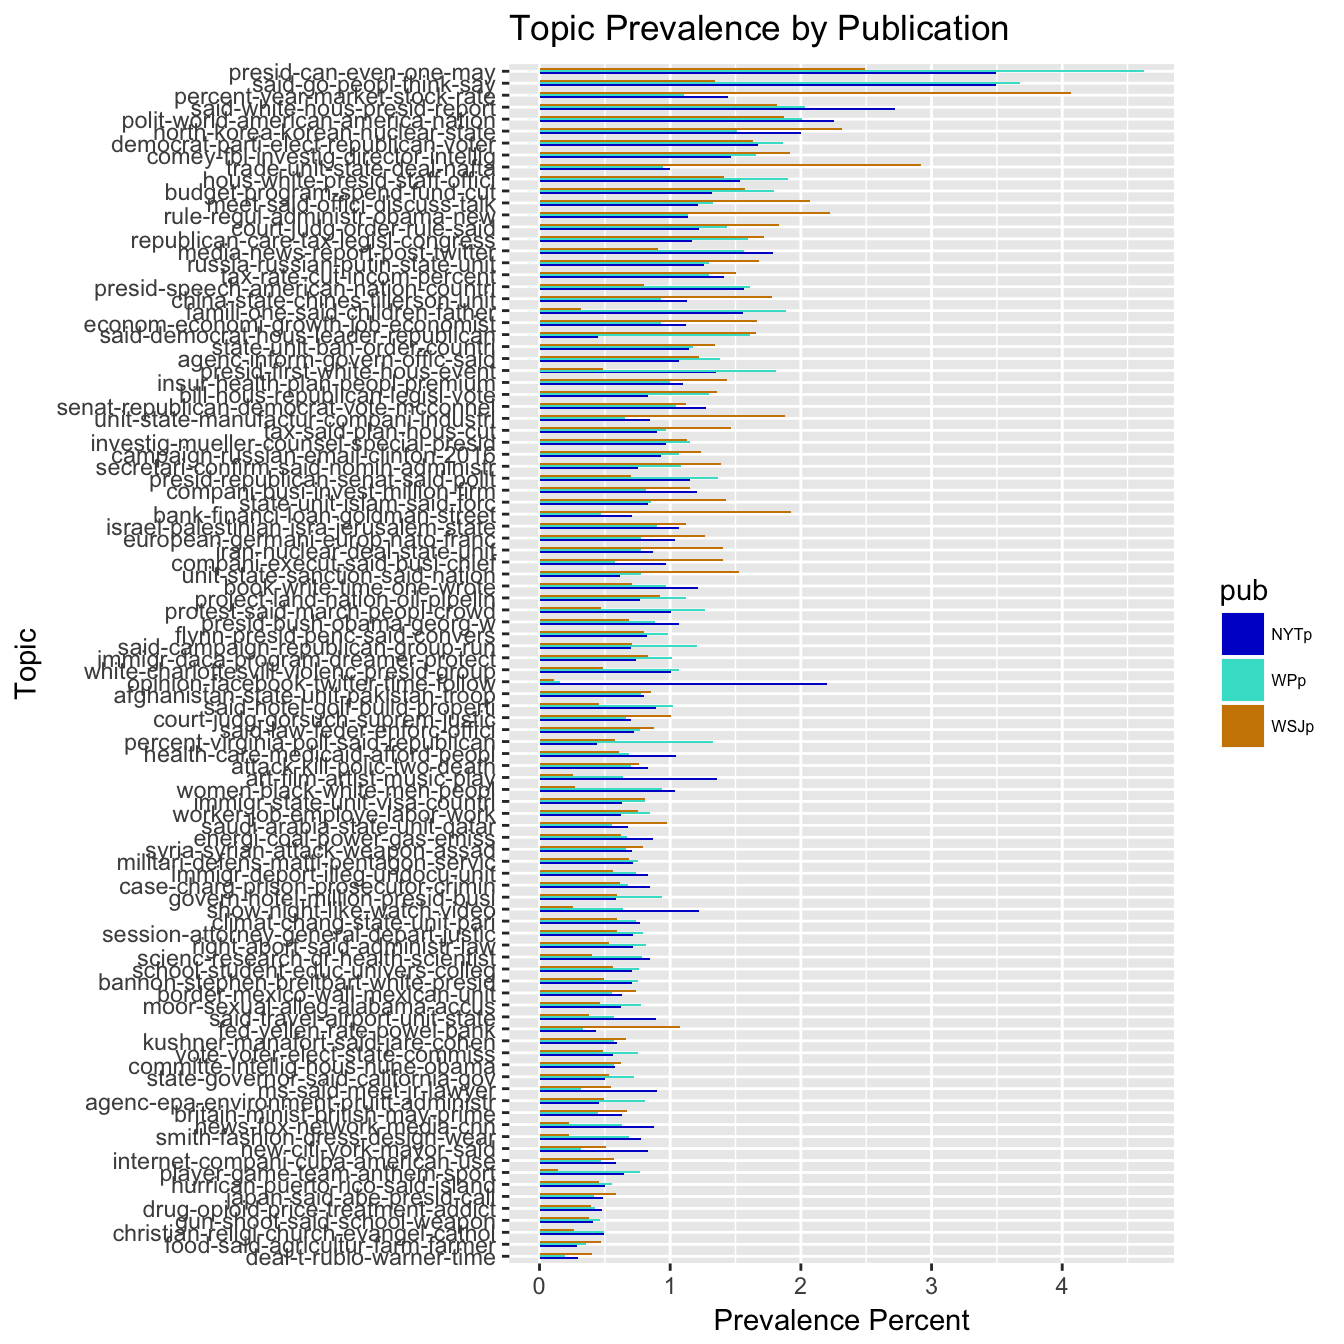 Topic Prevalence by Publication
presid-can-even-one-may
said-go-peopl-think-say
percent-year-market-stock-rate
said-white-hous-presid-report
polit-world-american-america-nation
north-korea-korean-nuclear-state
democrat-parti-elect-republican-voter
comey-fbi-investig-director-intellig
trade-unit-state-deal-nafta
hous-white-presid-staff-offici
budget-program-spend-fund-cut
meet-said-offici-discuss-talk
rule-regul-administr-obama-new
court-judg-order-rule-said
republican-care-tax-legisl-congress
media-news-report-post-twitter
russia-russian-putin-state-unit
tax-rate-cut-incom-percent
presid-speech-american-nation-countri
china-state-chines-tillerson-unit
famili-one-said-children-father
econom-economi-growth-job-economist
said-democrat-hous-leader-republican
state-unit-ban-order-countri
agenc-inform-govern-offic-said
presid-first-white-hous-event
insur-health-plan-peopl-premium
bill-hous-republican-legisl-vote
senat-republican-democrat-vote-mcconnel
unit-state-manufactur-compani-industri
tax-said-plan-hous-cut
investig-mueller-counsel-special-presid
campaign-russian-email-clinton-2016
secretari-confirm-said-nomin-administr
presid-republican-senat-said-polit
compani-busi-invest-million-firm
state-unit-islam-said-forc
bank-financi-loan-goldman-street
israel-palestinian-isra-jerusalem-state
european-germani-europ-nato-franc
iran-nuclear-deal-state-unit
compani-execut-said-busi-chief
unit-state-sanction-said-nation
book-write-time-one-wrote
project-land-nation-oil-pipelin
protest-said-march-peopl-crowd
presid-bush-obama-georg-w
flynn-presid-penc-said-convers
said-campaign-republican-group-run
immigr-daca-program-dreamer-protect
white-charlottesvill-violenc-presid-group
opinion-facebook-twitter-time-follow
afghanistan-state-unit-pakistan-troop
said-hotel-golf-build-properti
court-judg-gorsuch-suprem-justic
said-law-feder-enforc-offici
percent-virginia-poll-said-republican
health-care-medicaid-afford-peopl
attack-kill-polic-two-death
art-film-artist-music-play
women-black-white-men-peopl
immigr-state-unit-visa-countri
worker-job-employe-labor-work
saudi-arabia-state-unit-qatar
energi-coal-power-gas-emiss
syria-syrian-attack-weapon-assad
militari-defens-matti-pentagon-servic
immigr-deport-illeg-undocu-unit
case-charg-prison-prosecutor-crimin
govern-hotel-million-presid-busi
show-night-like-watch-video
climat-chang-state-unit-pari
session-attorney-general-depart-justic
right-abort-said-administr-law
scienc-research-dr-health-scientist
school-student-educ-univers-colleg
bannon-stephen-breitbart-white-presid
border-mexico-wall-mexican-unit
moor-sexual-alleg-alabama-accus
said-travel-airport-unit-state
fed-yellen-rate-powel-bank
kushner-manafort-said-jare-cohen
vote-voter-elect-state-commiss
committe-intellig-hous-nune-obama
state-governor-said-california-gov
ms-said-meet-jr-lawyer
agenc-epa-environment-pruitt-administr
britain-minist-british-may-prime
news-fox-network-media-cnn
smith-fashion-dress-design-wear
new-citi-york-mayor-said
internet-compani-cuba-american-use
player-game-team-anthem-sport
hurrican-puerto-rico-said-island
japan-said-abe-presid-call
drug-opioid-price-treatment-addict
gun-shoot-said-school-weapon
christian-religi-church-evangel-cathol
food-said-agricultur-farm-farmer
deal-t-rubio-warner-time
Topic
0 1 2 3 4
Prevalence Percent
pub
NYTp
WPp
WSJp